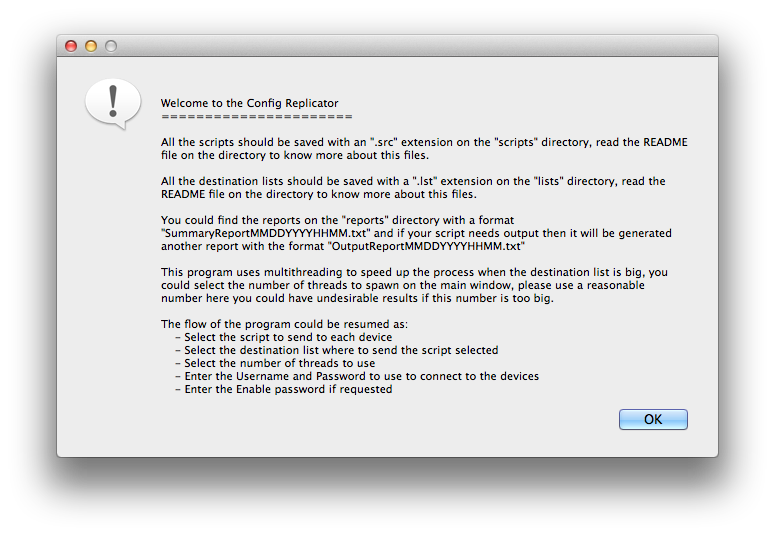 Welcome to the Config Replicator
======================
All the scripts should be saved with an ".src" extension on the "scripts" directory, read the README
file on the directory to know more about this files.
All the destination lists should be saved with a ".lst" extension on the "lists" directory, read the
README file on the directory to know more about this files.
You could find the reports on the "reports" directory with a format
"SummaryReportMMDDYYYYHHMM.txt" and if your script needs output then it will be generated
another report with the format "OutputReportMMDDYYYYHHMM.txt"
This program uses multithreading to speed up the process when the destination list is big, you
could select the number of threads to spawn on the main window, please use a reasonable
number here you could have undesirable results if this number is too big.
The flow of the program could be resumed as:
– Select the script to send to each device
– Select the destination list where to send the script selected
– Select the number of threads to use
– Enter the Username and Password to use to connect to the devices
– Enter the Enable password if requested
OK